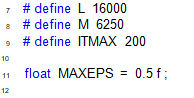 7 # define L 16000
8 # define M 6250
9 # define ITMAX 200
10
11 float MAXEPS = 0.5 f ;
12